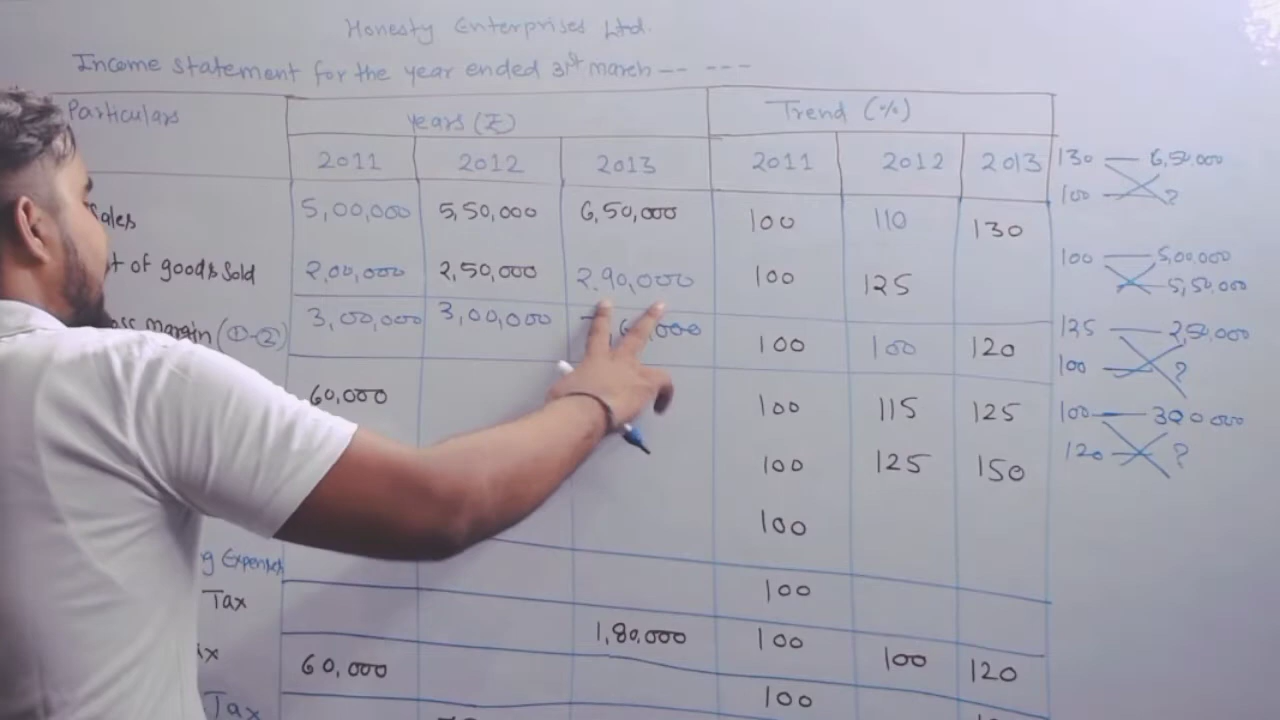 Honesty Enterprises Ltd.
Income statement for the year ended 31st march -- ---
Particulars years (₹) Trend (%)
2011 2012 2013 2011 2012 2013
Sales 5,00,000 5,50,000 6,50,000 100 110 130
of goods Sold 2,00,000 2,50,000 2,90,000 100 125
margin (①-②) 3,00,000 3,00,000 6,000 100 100 120
60,000 100 115 125
100 125 150
100
g Expenses
Tax 100
1,80,000 100 100 120
60,000
Tax 100
130 — 6,50,000
100 — ?
100 — 5,00,000
— 5,50,000
125 — 2,50,000
100 — ?
100 — 300000
120 — ?